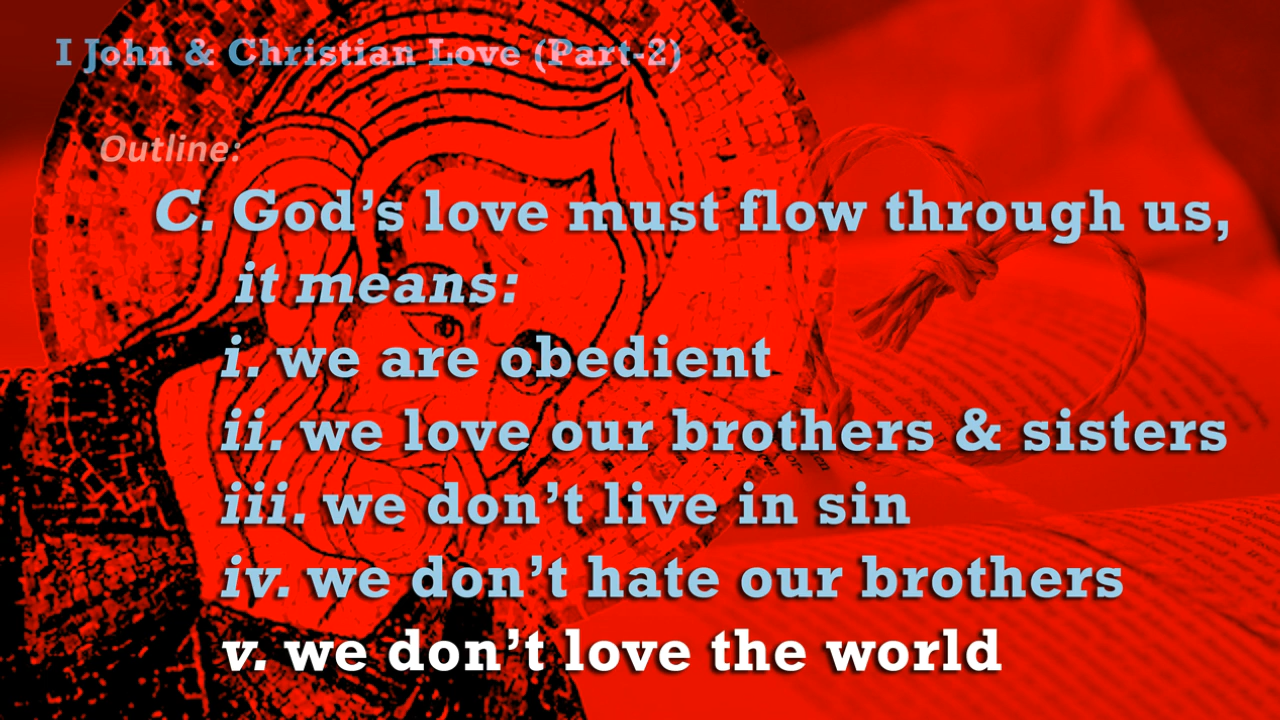 I John & Christian Love (Part-2)
Outline:
C. God’s love must flow through us,
it means:
i. we are obedient
ii. we love our brothers & sisters
iii. we don’t live in sin
iv. we don’t hate our brothers
v. we don’t love the world